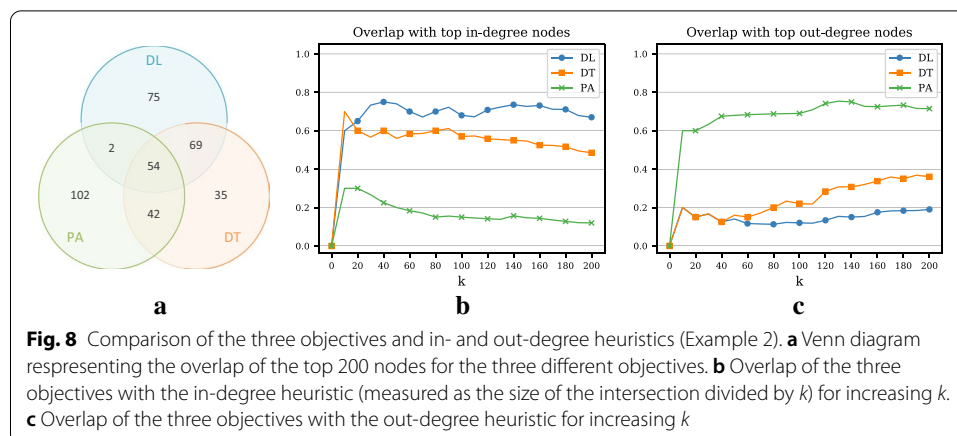 DL
75
2
69
54
102
35
42
PA
DT
a
Overlap with top in-degree nodes
1.0
0.8
0.6
0.4
0.2
0.0
DL
DT
PA
0 20 40 60 80 100 120 140 160 180 200
k
b
Overlap with top out-degree nodes
1.0
0.8
0.6
0.4
0.2
0.0
DL
DT
PA
0 20 40 60 80 100 120 140 160 180 200
k
c
Fig. 8 Comparison of the three objectives and in- and out-degree heuristics (Example 2). a Venn diagram
respresenting the overlap of the top 200 nodes for the three different objectives. b Overlap of the three
objectives with the in-degree heuristic (measured as the size of the intersection divided by k) for increasing k.
c Overlap of the three objectives with the out-degree heuristic for increasing k